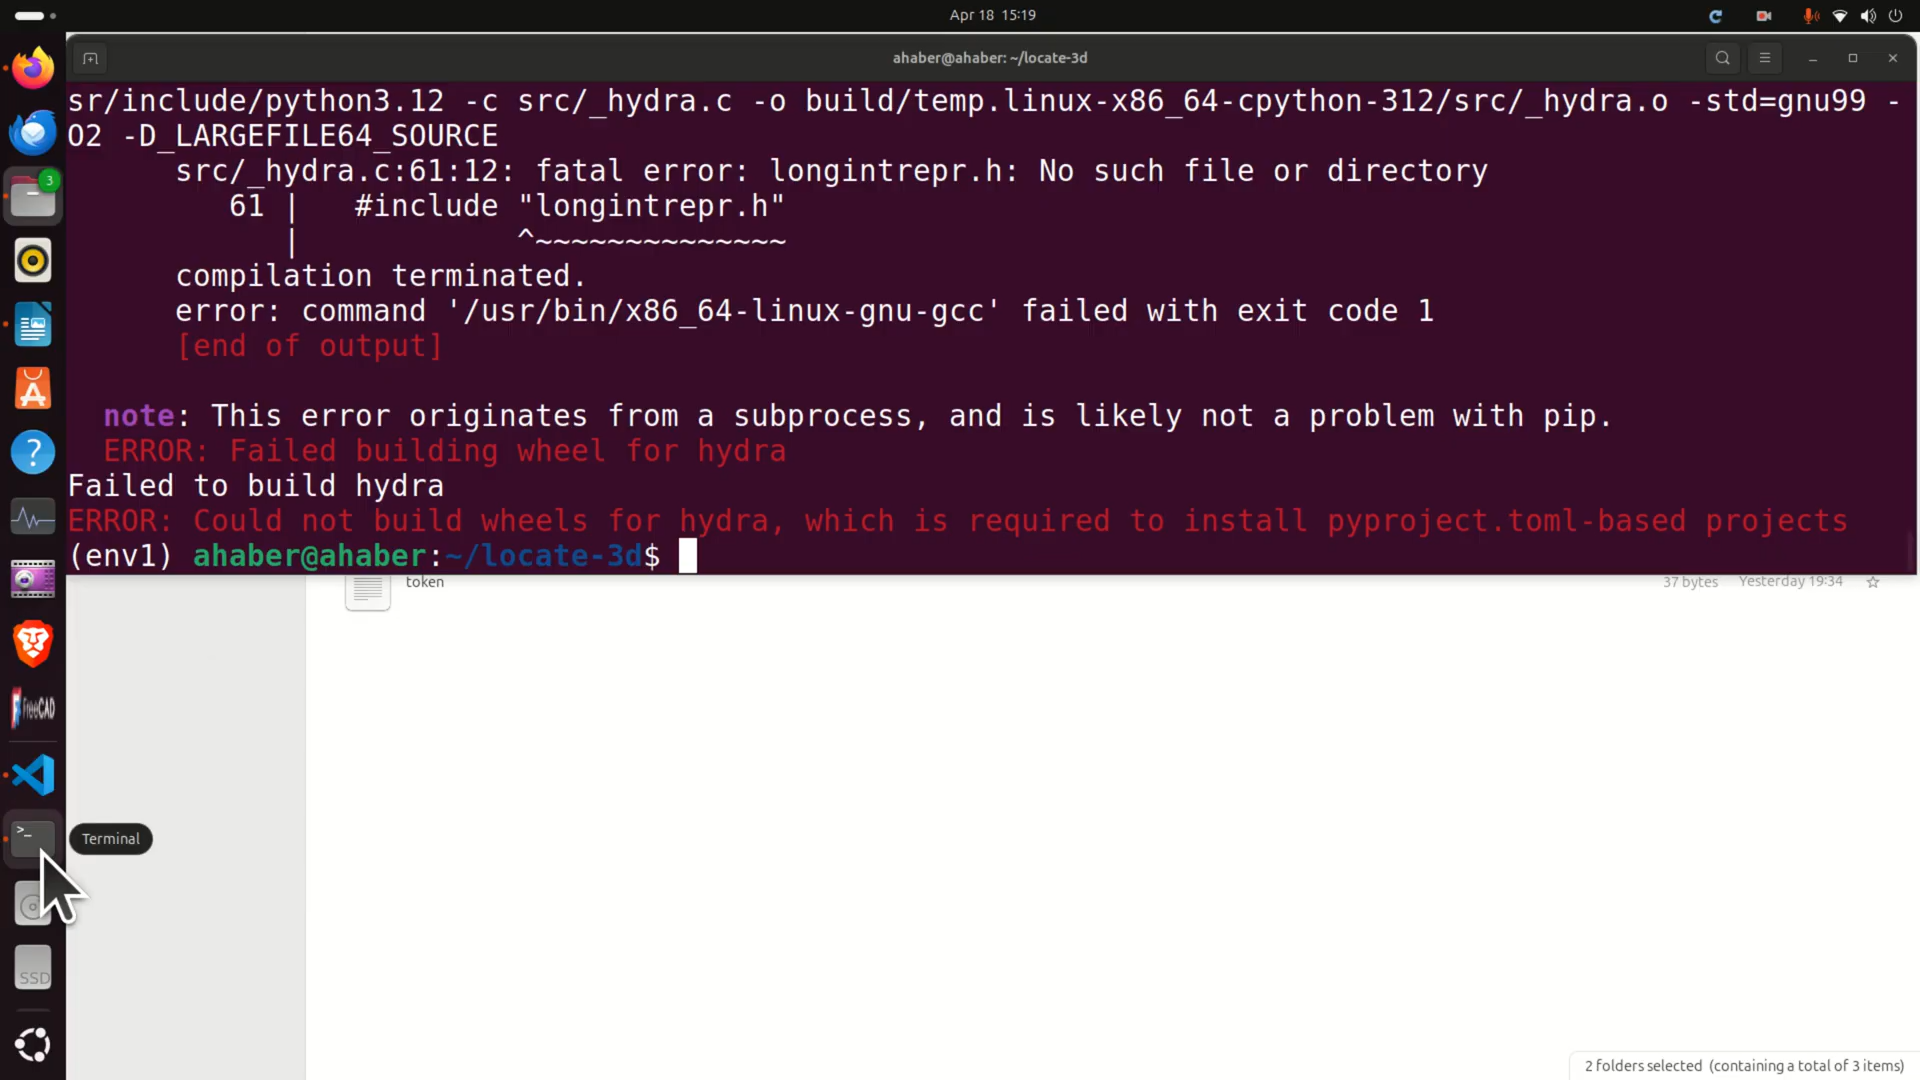 Apr 18 15:19
ahaber@ahaber: ~/locate-3d
sr/include/python3.12 -c src/_hydra.c -o build/temp.linux-x86_64-cpython-312/src/_hydra.o -std=gnu99 -
O2 -D_LARGEFILE64_SOURCE
src/_hydra.c:61:12: fatal error: longintrepr.h: No such file or directory
61 |   #include "longintrepr.h"
|            ^~~~~~~~~~~~~~~
compilation terminated.
error: command '/usr/bin/x86_64-linux-gnu-gcc' failed with exit code 1
[end of output]
note: This error originates from a subprocess, and is likely not a problem with pip.
ERROR: Failed building wheel for hydra
Failed to build hydra
ERROR: Could not build wheels for hydra, which is required to install pyproject.toml-based projects
(env1) ahaber@ahaber:~/locate-3d$
token 37 bytes Yesterday 19:34
3
?
FreeCAD
>_
Terminal
SSD
2 folders selected (containing a total of 3 items)